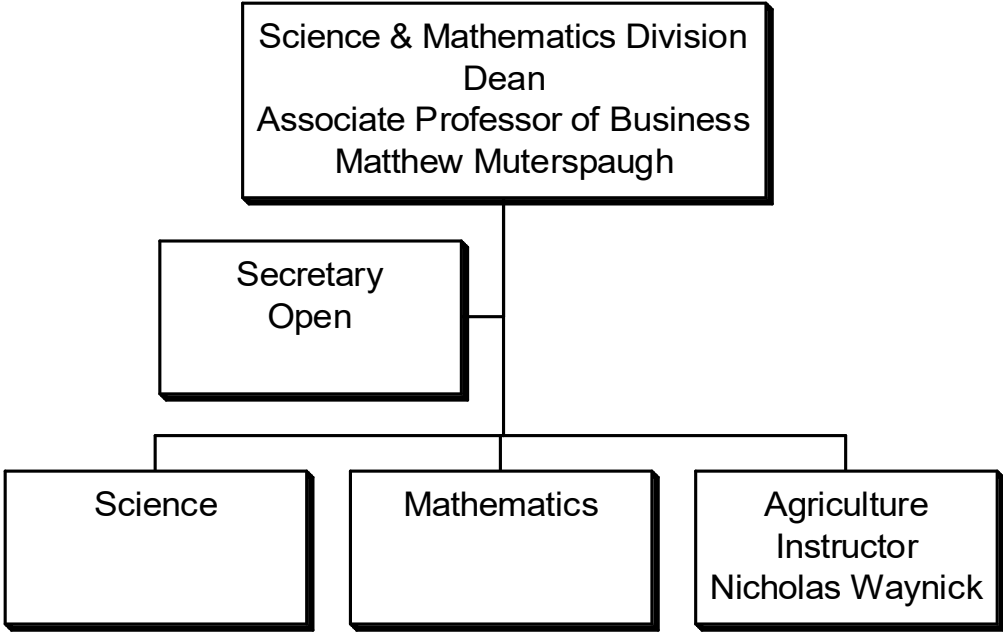 Science & Mathematics Division
Dean
Associate Professor of Business
Matthew Muterspaugh
Secretary
Open
Science
Mathematics
Agriculture
Instructor
Nicholas Waynick